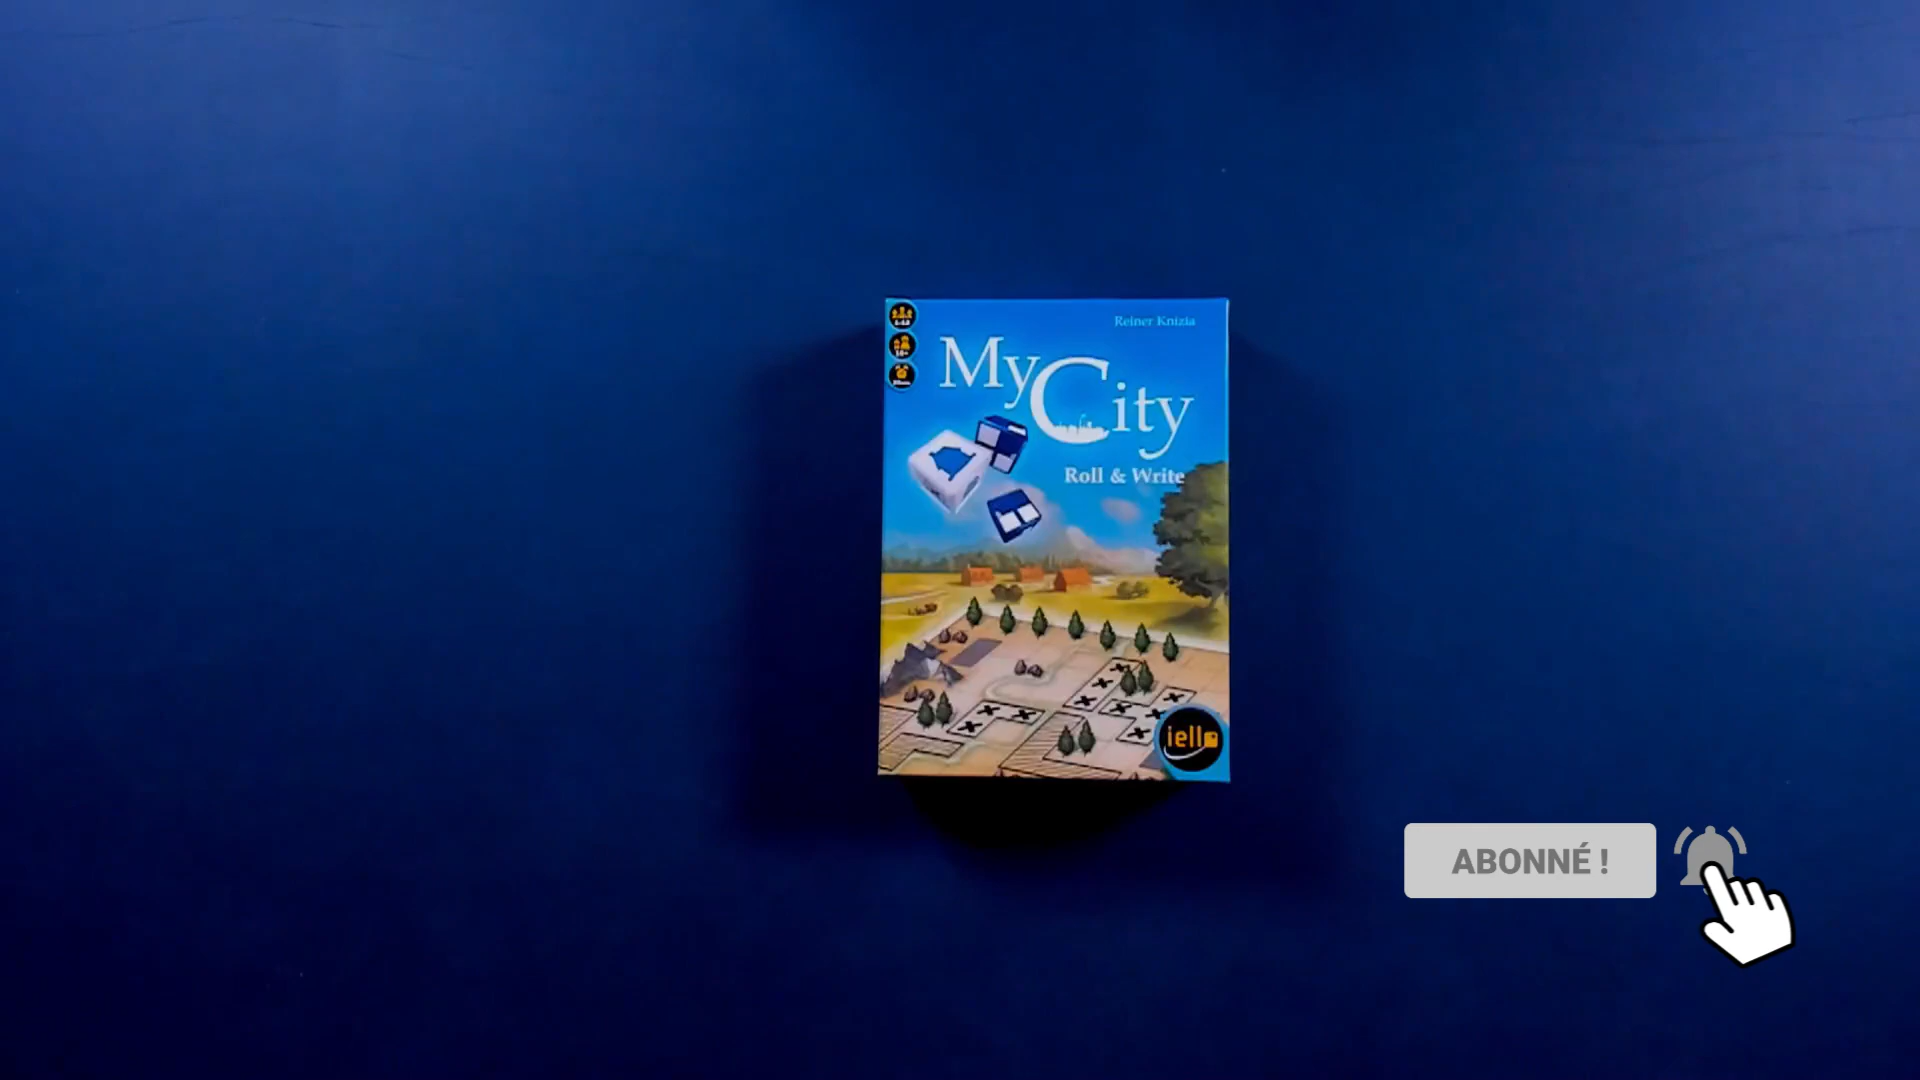 Reiner Knizia
My City
Roll & Write
iello
ABONNÉ !